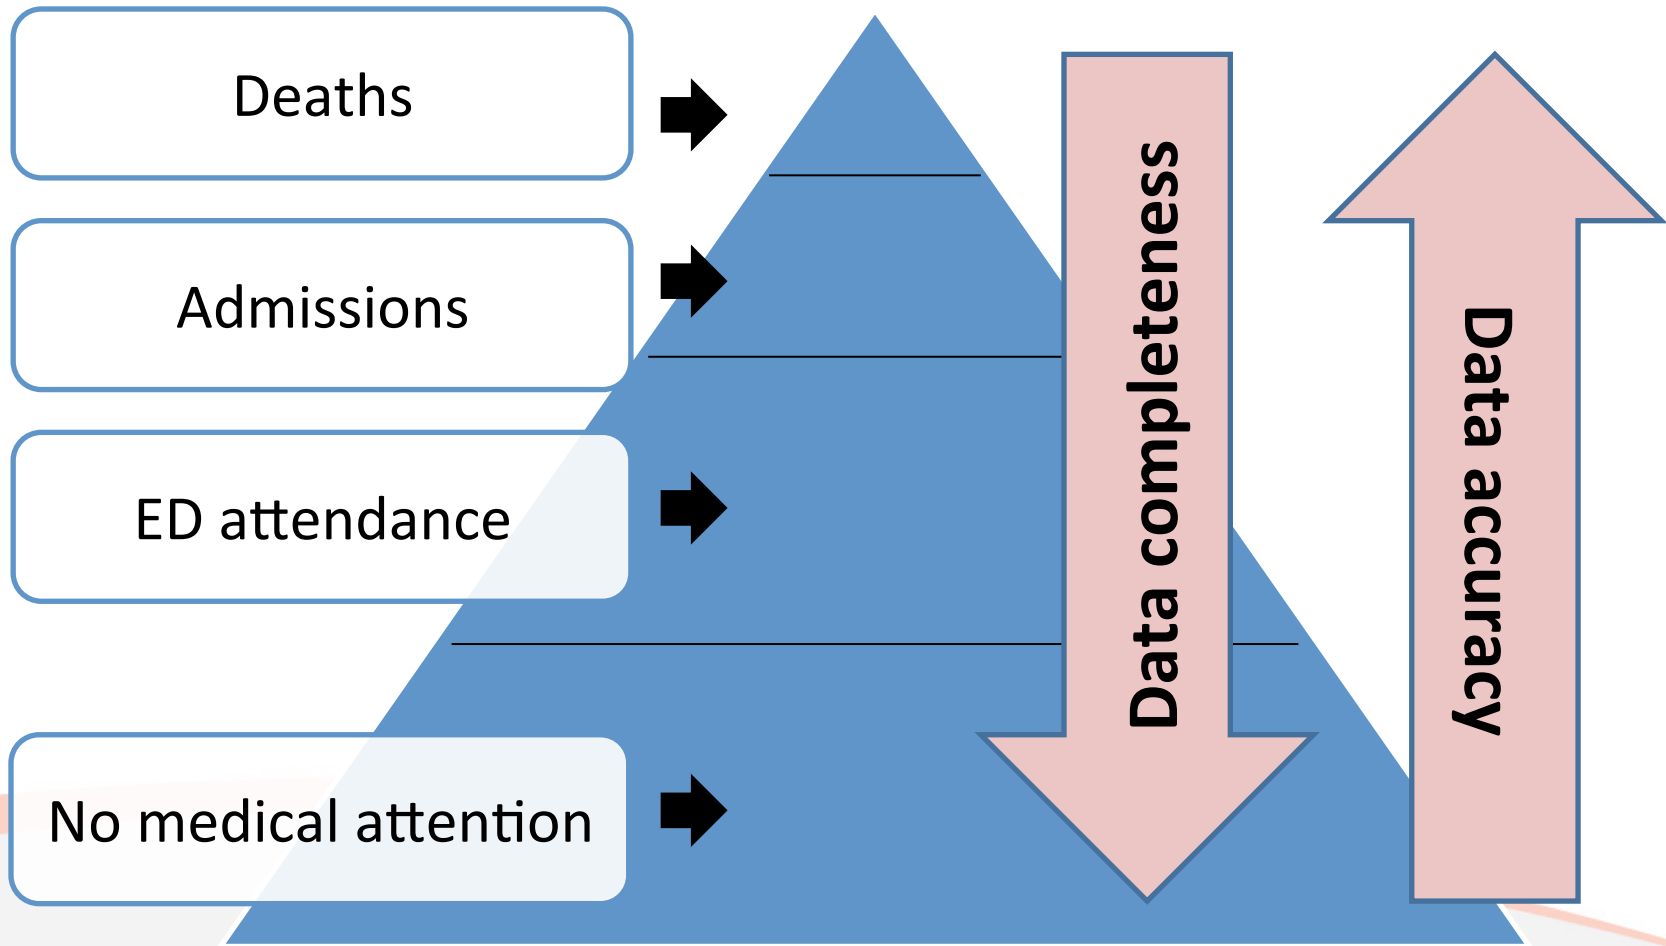 Deaths
Admissions
ED attendance
No medical attention
Data completeness
Data accuracy